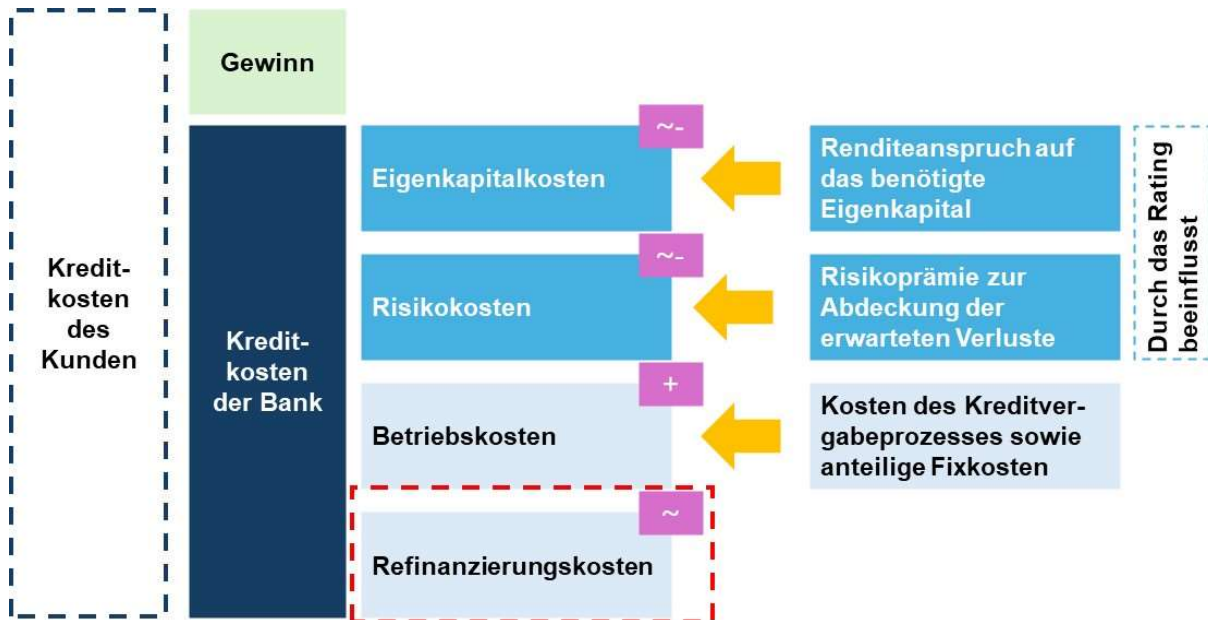 Kredit-
kosten
des
Kunden
Gewinn
Kredit-
kosten
der Bank
~-
Eigenkapitalkosten
Renditeanspruch auf
das benötigte
Eigenkapital
~-
Risikokosten
Risikoprämie zur
Abdeckung der
erwarteten Verluste
+
Betriebskosten
Kosten des Kreditver-
gabeprozesses sowie
anteilige Fixkosten
~
Refinanzierungskosten
Durch das Rating
beeinflusst